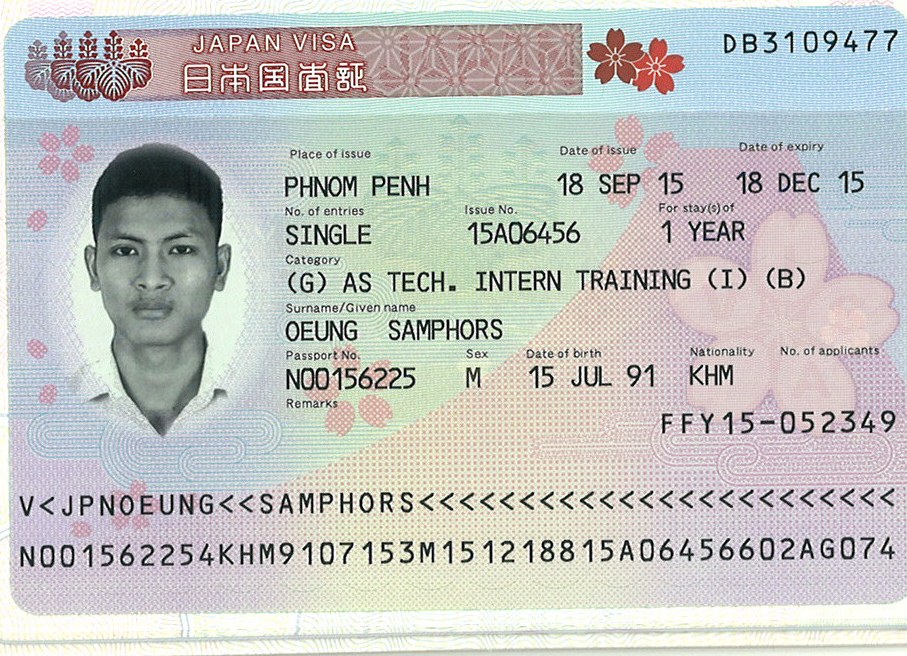 JAPAN VISA
日本国査証
DB3109477
Place of issue Date of issue Date of expiry
PHNOM PENH 18 SEP 15 18 DEC 15
No. of entries Issue No. For stay(s) of
SINGLE 15A06456 1 YEAR
Category
(G) AS TECH. INTERN TRAINING (I) (B)
Surname/Given name
OEUNG SAMPHORS
Passport No. Sex Date of birth Nationality No. of applicants
N00156225 M 15 JUL 91 KHM
Remarks
FFY15-052349
V<JPNOEUNG<<SAMPHORS<<<<<<<<<<<<<<<<<<<<<<<<
N001562254KHM9107153M151218815A06456602AG074